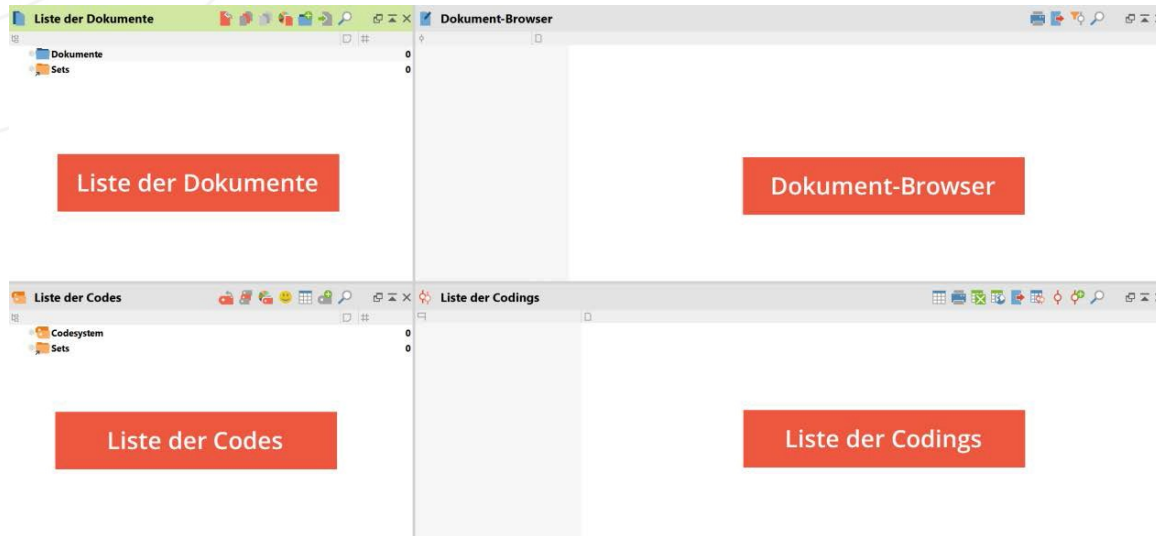 Liste der Dokumente
Dokument-Browser
#
Dokumente 0
Sets 0
Liste der Dokumente
Dokument-Browser
Liste der Codes
Liste der Codings
#
Codesystem 0
Sets 0
Liste der Codes
Liste der Codings